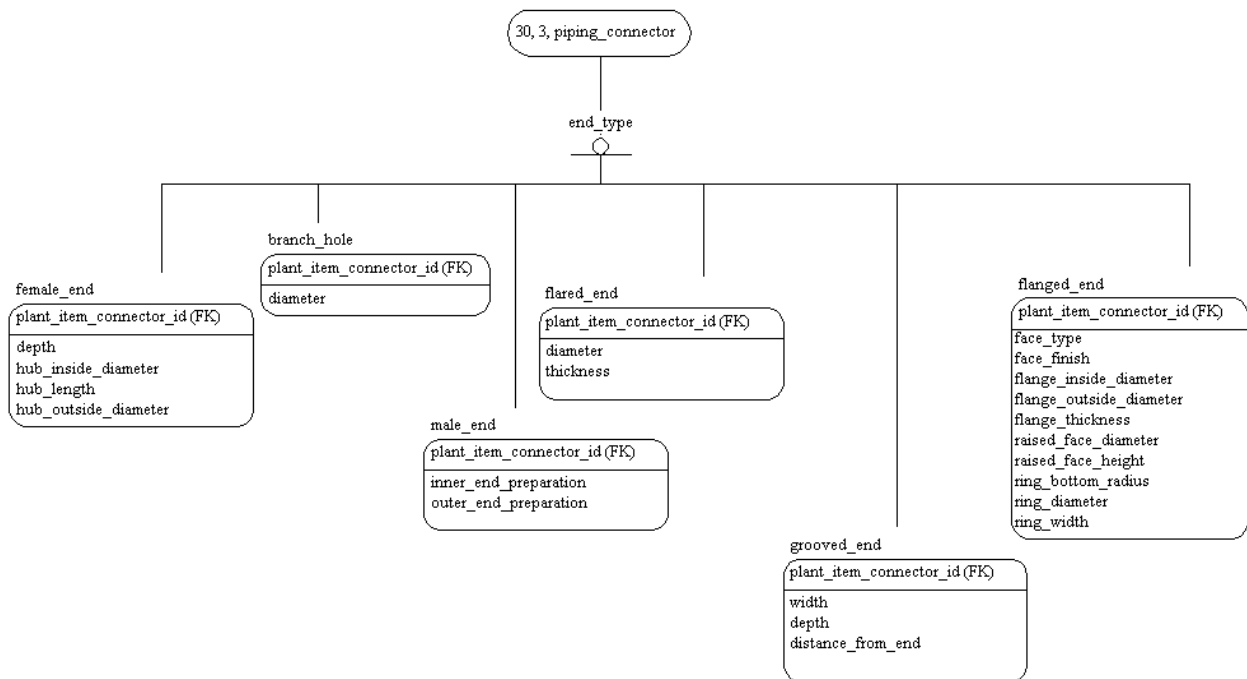 30, 3, piping_connector
end_type
female_end
plant_item_connector_id (FK)
depth
hub_inside_diameter
hub_length
hub_outside_diameter
branch_hole
plant_item_connector_id (FK)
diameter
male_end
plant_item_connector_id (FK)
inner_end_preparation
outer_end_preparation
flared_end
plant_item_connector_id (FK)
diameter
thickness
grooved_end
plant_item_connector_id (FK)
width
depth
distance_from_end
flanged_end
plant_item_connector_id (FK)
face_type
face_finish
flange_inside_diameter
flange_outside_diameter
flange_thickness
raised_face_diameter
raised_face_height
ring_bottom_radius
ring_diameter
ring_width